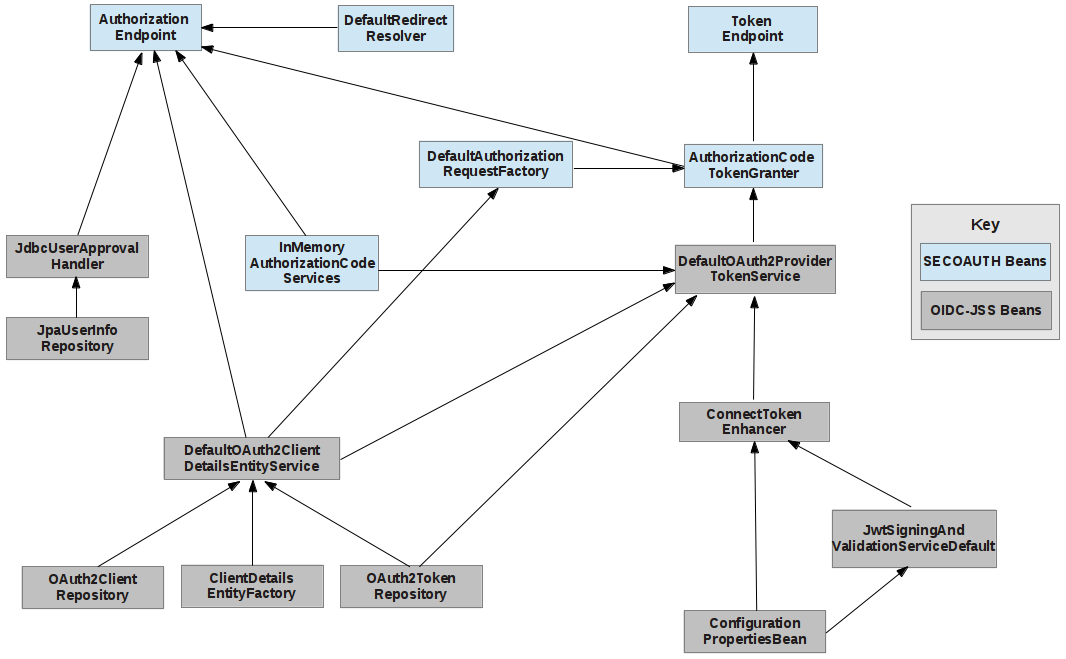 Authorization
Endpoint
DefaultRedirect
Resolver
Token
Endpoint
DefaultAuthorization
RequestFactory
AuthorizationCode
TokenGranter
Key
SECOAUTH Beans
OIDC-JSS Beans
JdbcUserApproval
Handler
InMemory
AuthorizationCode
Services
DefaultOAuth2Provider
TokenService
JpaUserInfo
Repository
ConnectToken
Enhancer
DefaultOAuth2Client
DetailsEntityService
JwtSigningAnd
ValidationServiceDefault
OAuth2Client
Repository
ClientDetails
EntityFactory
OAuth2Token
Repository
Configuration
PropertiesBean